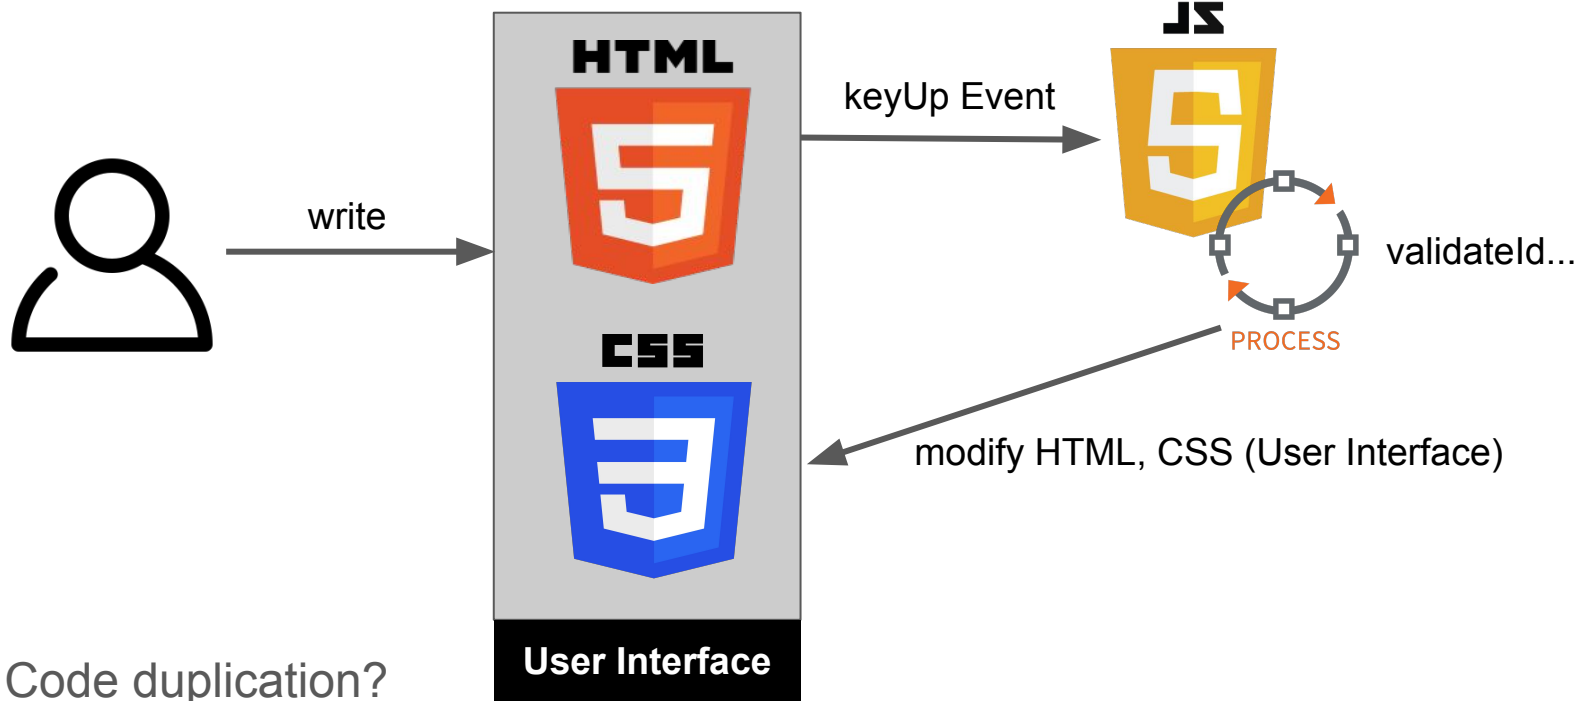 HTML
JS
keyUp Event
write
validateId...
PROCESS
CSS
modify HTML, CSS (User Interface)
User Interface
Code duplication?